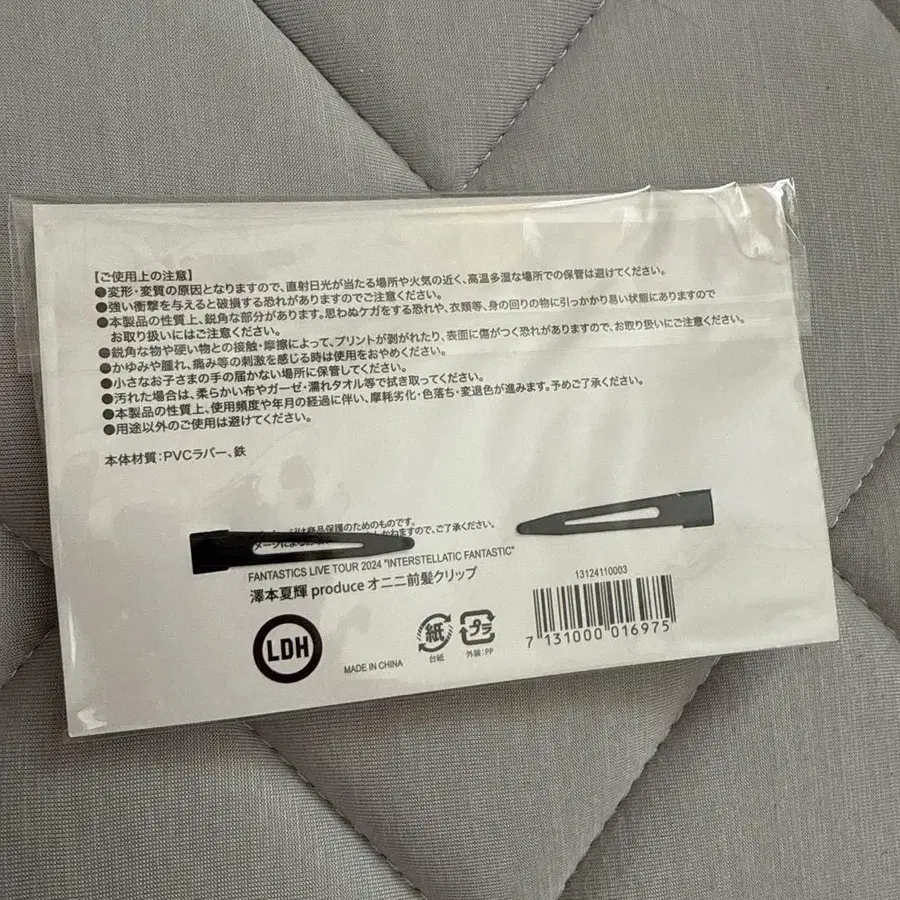 【ご使用上の注意】
●変形・変質の原因となりますので、直射日光が当たる場所や火気の近く、高温多湿な場所での保管は避けてください。
●強い衝撃を与えると破損する恐れがありますのでご注意ください。
●本製品の性質上、鋭角な部分があります。思わぬケガをする恐れや、衣類等、身の回りの物に引っかかり易い状態にありますので
お取り扱いにはご注意ください。
●鋭角な物や硬い物との接触・摩擦によって、プリントが剥がれたり、表面に傷がつく恐れがありますので、お取り扱いにご注意ください。
●かゆみや腫れ、痛み等の刺激を感じる時は使用をおやめください。
●小さなお子さまの手の届かない場所に保管してください。
●汚れた場合は、柔らかい布やガーゼ・濡れタオル等で拭き取ってください。
●本製品の性質上、使用頻度や年月の経過に伴い、摩耗劣化・色落ち・変退色が進みます。予めご了承ください。
●用途以外のご使用は避けてください。
本体材質：PVCラバー、鉄
は商品保護のためのものです。
かねますので、ご了承ください。
FANTASTICS LIVE TOUR 2024 "INTERSTELLATIC FANTASTIC"
澤本夏輝 produce オニニ前髪クリップ
13124110003
LDH
MADE IN CHINA
紙
台紙
プラ
外装：PP
7 131000 016975